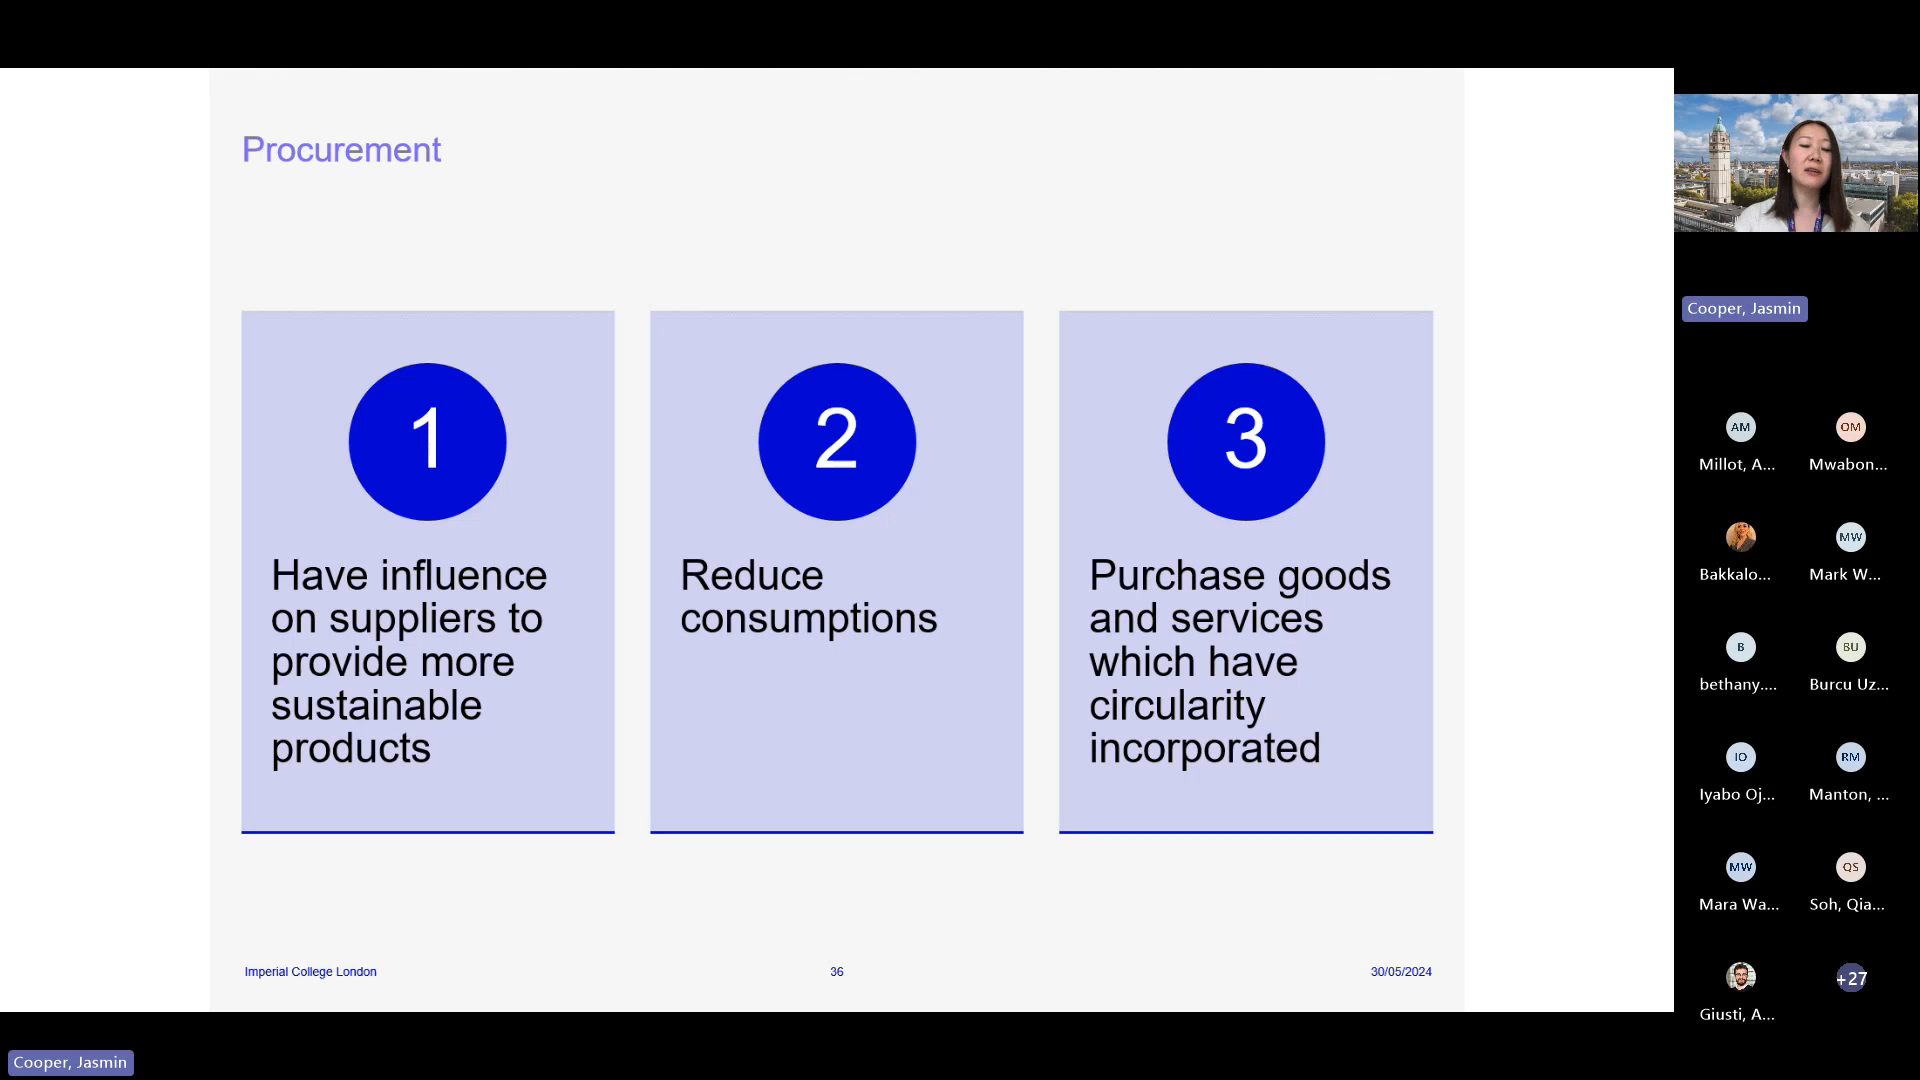 Procurement
1
Have influence
on suppliers to
provide more
sustainable
products
2
Reduce
consumptions
3
Purchase goods
and services
which have
circularity
incorporated
Imperial College London
36
30/05/2024
Cooper, Jasmin
AM
Millot, A...
OM
Mwabon...
Bakkalo...
MW
Mark W...
B
bethany....
BU
Burcu Uz...
IO
Iyabo Oj...
RM
Manton, ...
MW
Mara Wa...
QS
Soh, Qia...
Giusti, A...
+27
Cooper, Jasmin